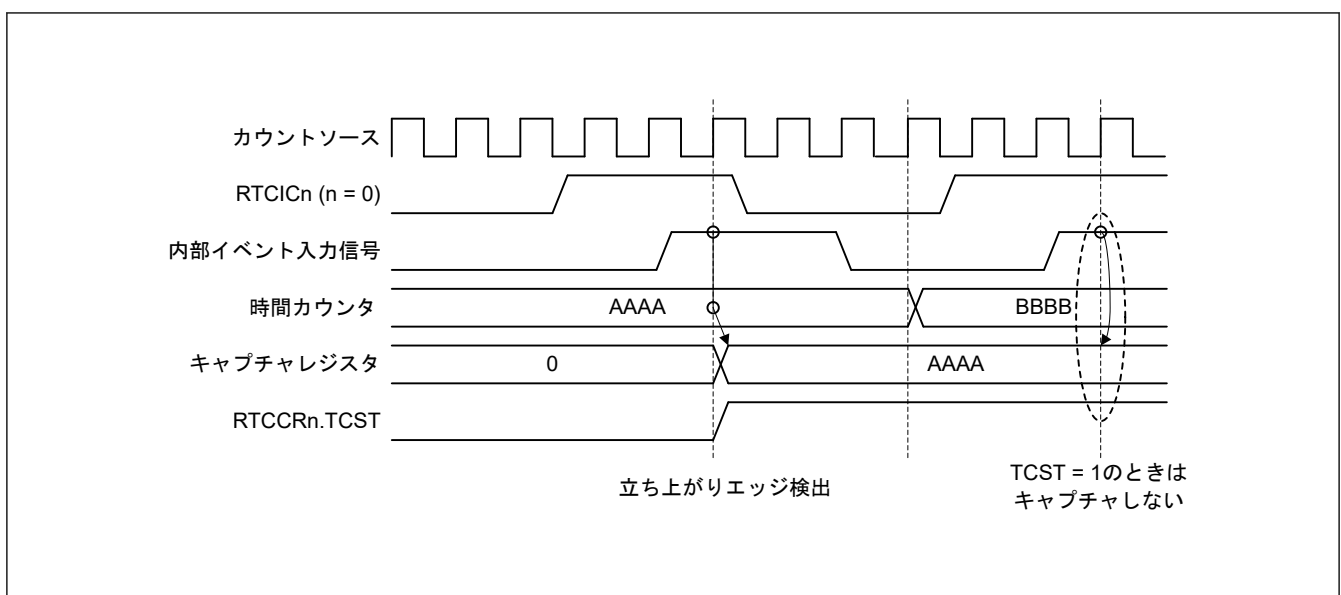 カウントソース
RTCICn (n = 0)
内部イベント入力信号
時間カウンタ
AAAA
BBBB
キャプチャレジスタ
0
AAAA
RTCCRn.TCST
立ち上がりエッジ検出
TCST = 1のときは
キャプチャしない